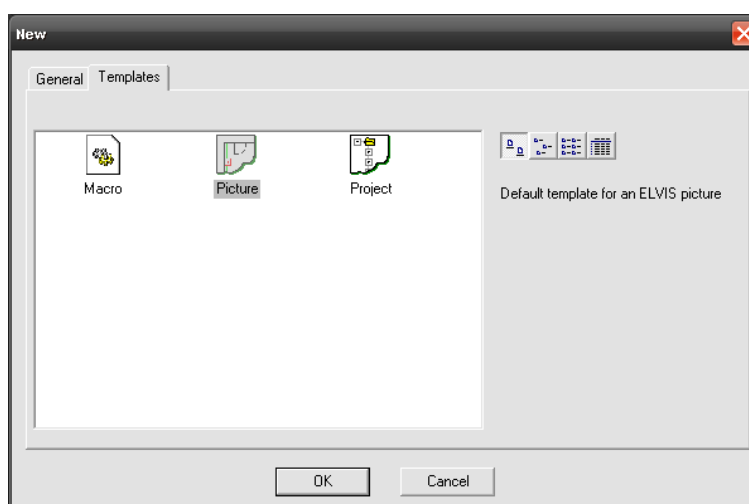 New
General Templates
Macro Picture Project
Default template for an ELVIS picture
OK Cancel